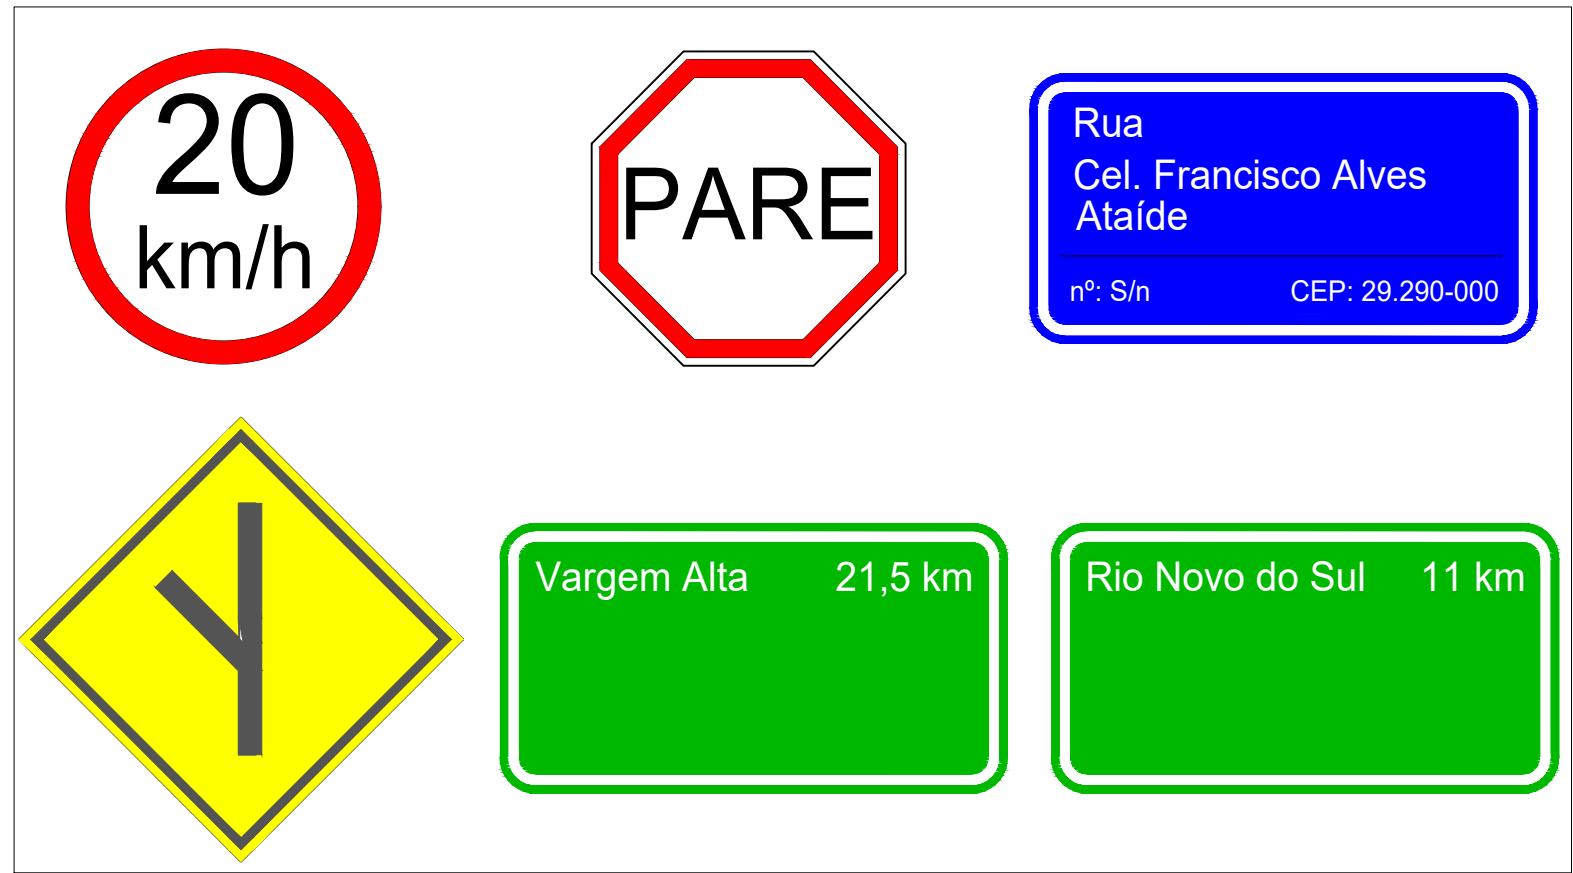 20
km/h
PARE
Rua
Cel. Francisco Alves
Ataíde
nº: S/n CEP: 29.290-000
Vargem Alta 21,5 km
Rio Novo do Sul 11 km